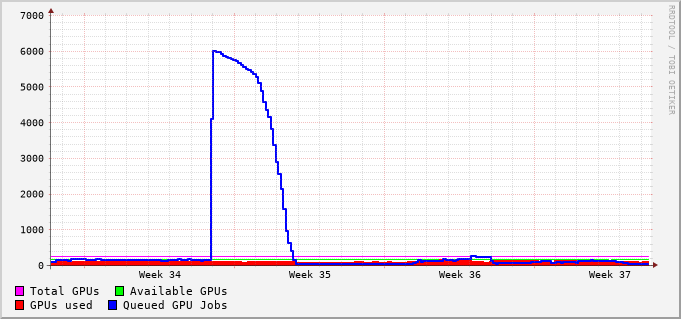 7000
6000
5000
4000
3000
2000
1000
0
Week 34 Week 35 Week 36 Week 37
Total GPUs Available GPUs
GPUs used Queued GPU Jobs
RRDTOOL / TOBI OETIKER